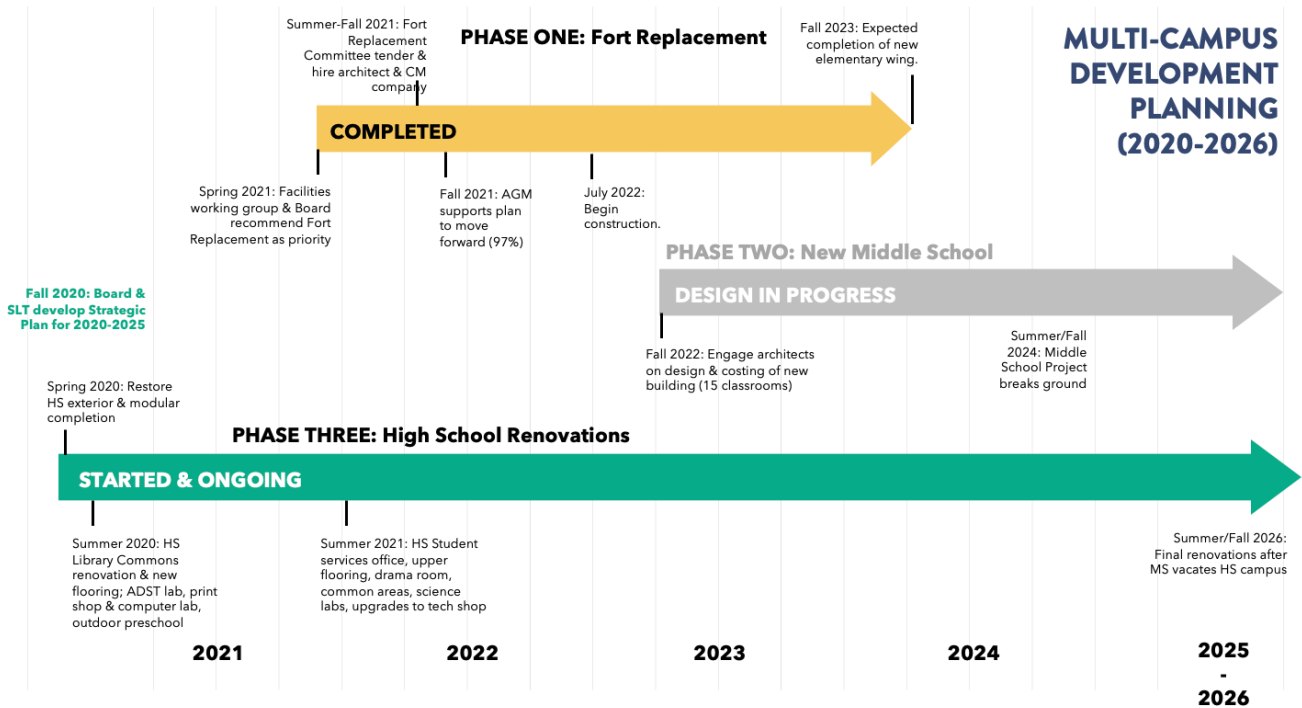 Summer-Fall 2021: Fort
Replacement
Committee tender &
hire architect & CM
company
PHASE ONE: Fort Replacement
Fall 2023: Expected
completion of new
elementary wing.
MULTI-CAMPUS
DEVELOPMENT
PLANNING
(2020-2026)
COMPLETED
Spring 2021: Facilities
working group & Board
recommend Fort
Replacement as priority
Fall 2021: AGM
supports plan
to move
forward (97%)
July 2022:
Begin
construction.
PHASE TWO: New Middle School
DESIGN IN PROGRESS
Fall 2020: Board &
SLT develop Strategic
Plan for 2020-2025
Fall 2022: Engage architects
on design & costing of new
building (15 classrooms)
Summer/Fall
2024: Middle
School Project
breaks ground
Spring 2020: Restore
HS exterior & modular
completion
PHASE THREE: High School Renovations
STARTED & ONGOING
Summer 2020: HS
Library Commons
renovation & new
flooring; ADST lab, print
shop & computer lab,
outdoor preschool
Summer 2021: HS Student
services office, upper
flooring, drama room,
common areas, science
labs, upgrades to tech shop
Summer/Fall 2026:
Final renovations after
MS vacates HS campus
2021
2022
2023
2024
2025
-
2026